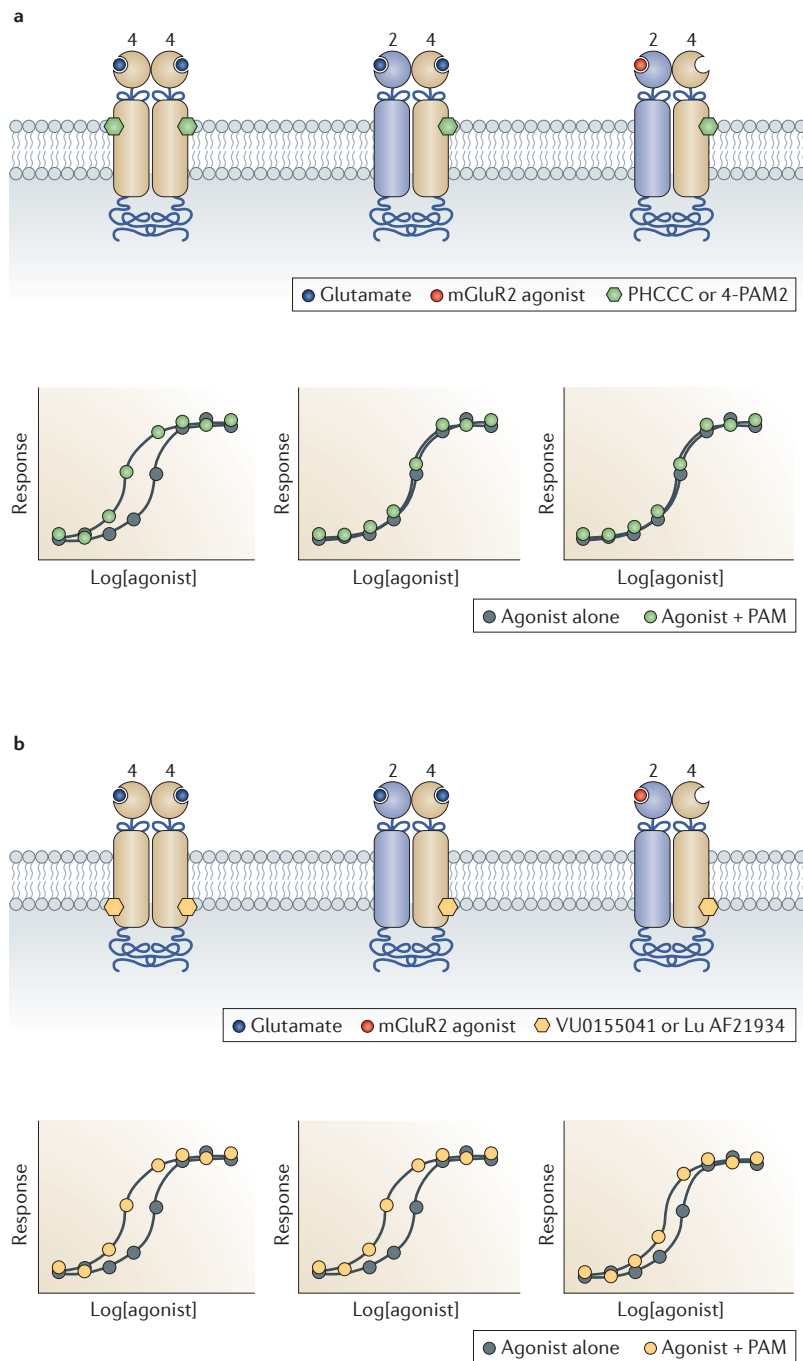 a
4 4 2 4 2 4
Glutamate mGluR2 agonist PHCCC or 4-PAM2
Response Response Response
Log[agonist] Log[agonist] Log[agonist]
Agonist alone Agonist + PAM
b
4 4 2 4 2 4
Glutamate mGluR2 agonist VU0155041 or Lu AF21934
Response Response Response
Log[agonist] Log[agonist] Log[agonist]
Agonist alone Agonist + PAM